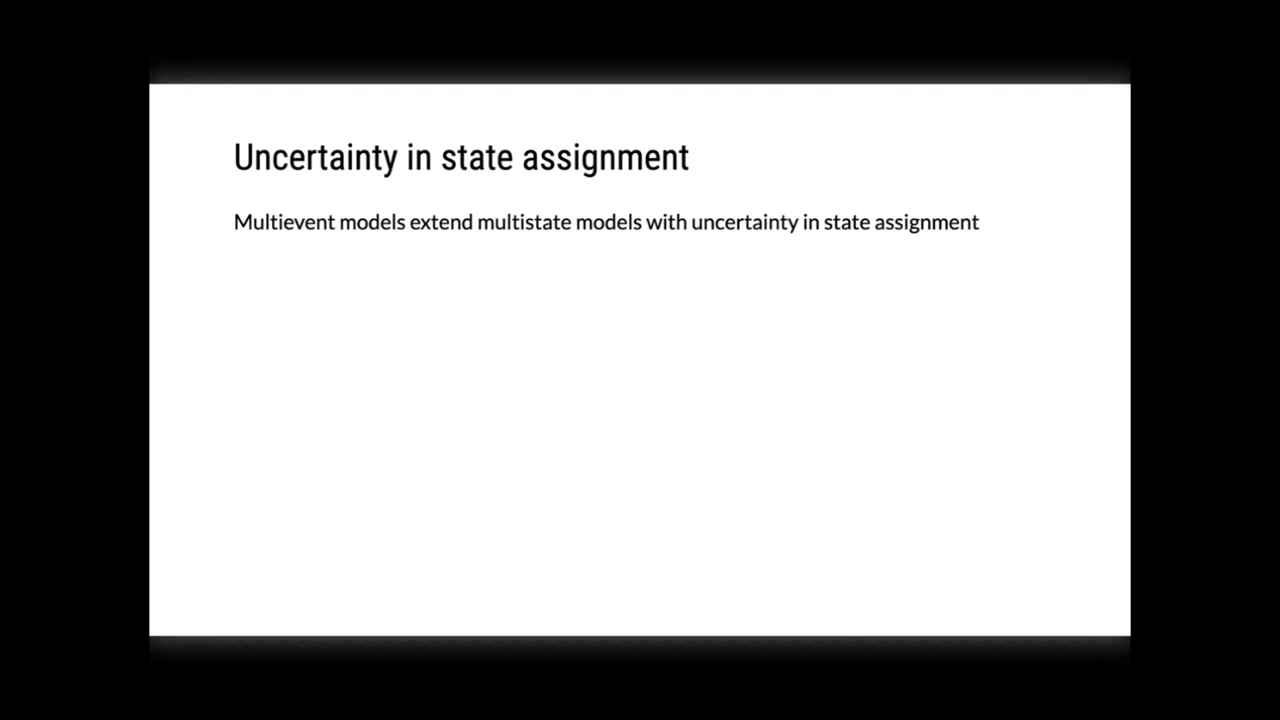 Uncertainty in state assignment
Multievent models extend multistate models with uncertainty in state assignment